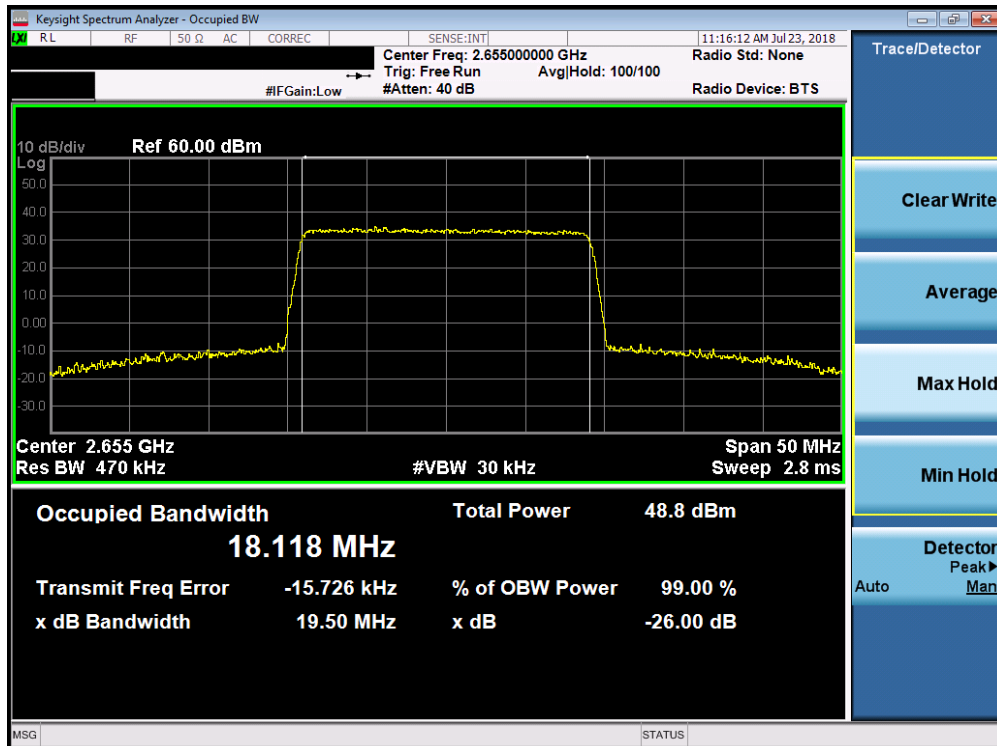 Keysight Spectrum Analyzer - Occupied BW
LXI RL RF 50 Ω AC CORREC SENSE:INT 11:16:12 AM Jul 23, 2018
Center Freq: 2.655000000 GHz Radio Std: None
Trig: Free Run Avg|Hold: 100/100
#IFGain:Low #Atten: 40 dB Radio Device: BTS
Trace/Detector
10 dB/div Ref 60.00 dBm
Log
50.0
40.0
30.0
20.0
10.0
0.00
-10.0
-20.0
-30.0
Center 2.655 GHz Span 50 MHz
Res BW 470 kHz #VBW 30 kHz Sweep 2.8 ms
Occupied Bandwidth Total Power 48.8 dBm
18.118 MHz
Transmit Freq Error -15.726 kHz % of OBW Power 99.00 %
x dB Bandwidth 19.50 MHz x dB -26.00 dB
Clear Write
Average
Max Hold
Min Hold
Detector
Peak▶
Auto Man
MSG STATUS